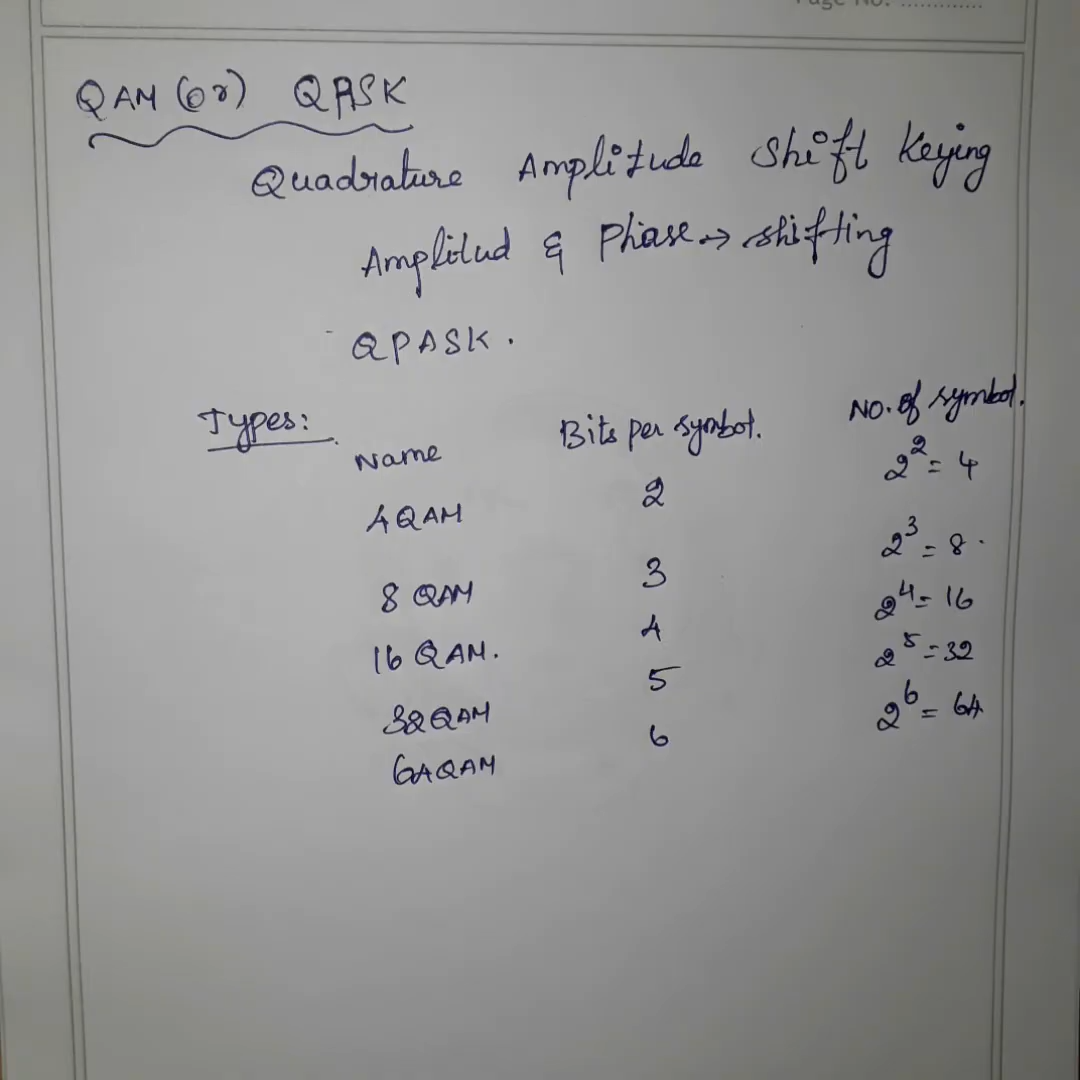 Page No. ..............
QAM (or) QASK
Quadrature Amplitude Shift Keying
Amplitud & Phase → shifting
QPASK.
Types:
Name Bits per symbol. No. of symbol.
4QAM 2 2² = 4
8 QAM 3 2³ = 8.
16 QAM. 4 2⁴ = 16
32QAM 5 2⁵ = 32
64QAM 6 2⁶ = 64